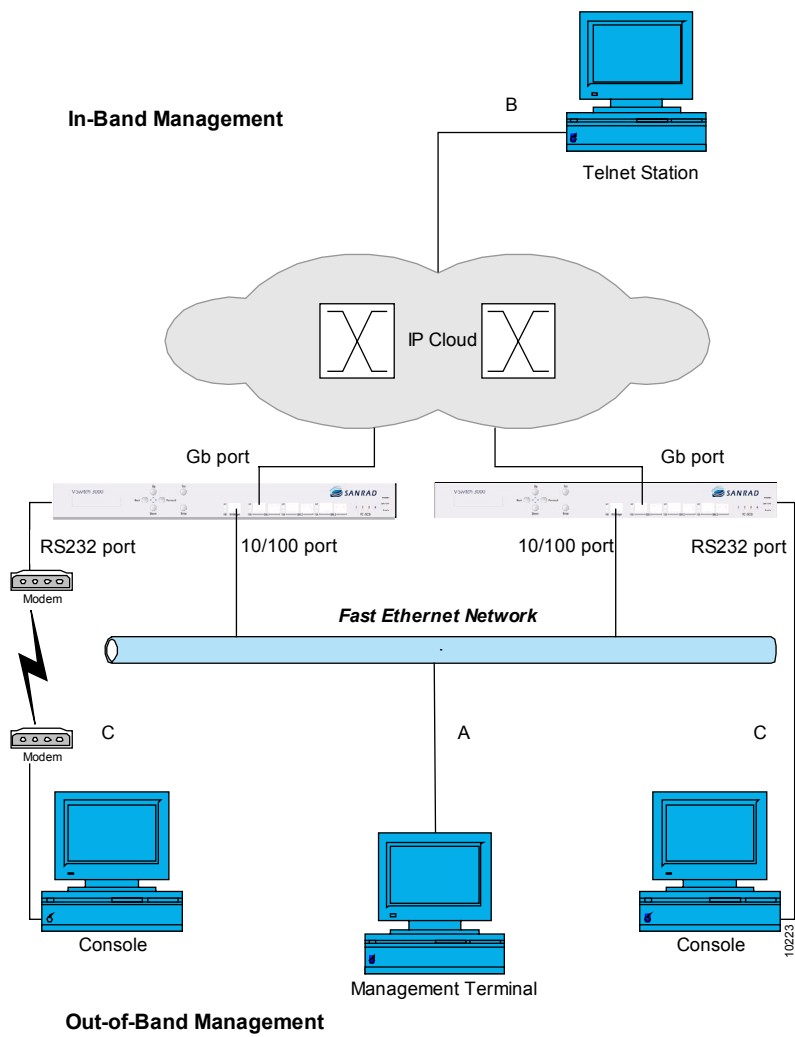 B
In-Band Management
Telnet Station
IP Cloud
Gb port
Gb port
SANRAD
SANRAD
RS232 port
10/100 port
10/100 port
RS232 port
Modem
Fast Ethernet Network
C
A
C
Modem
Console
Management Terminal
Console
10223
Out-of-Band Management